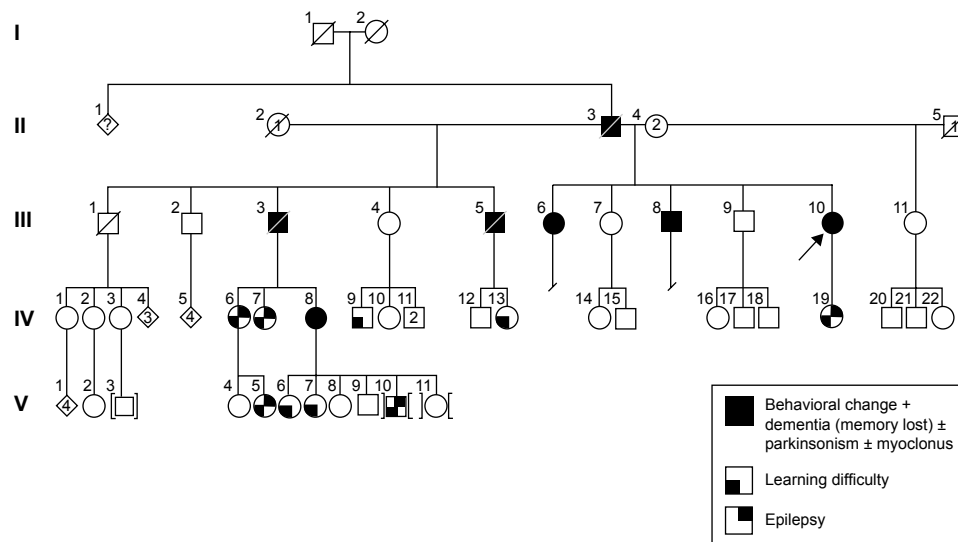 I
1 2
1 2 3 4 5
II ? 1 2 1
1 2 3 4 5 6 7 8 9 10 11
III
1 2 3 4 5 6 7 8 9 10 11 12 13 14 15 16 17 18 19 20 21 22
IV 3 4 2
1 2 3 4 5 6 7 8 9 10 11
V 4
Behavioral change +
dementia (memory lost) ±
parkinsonism ± myoclonus
Learning difficulty
Epilepsy